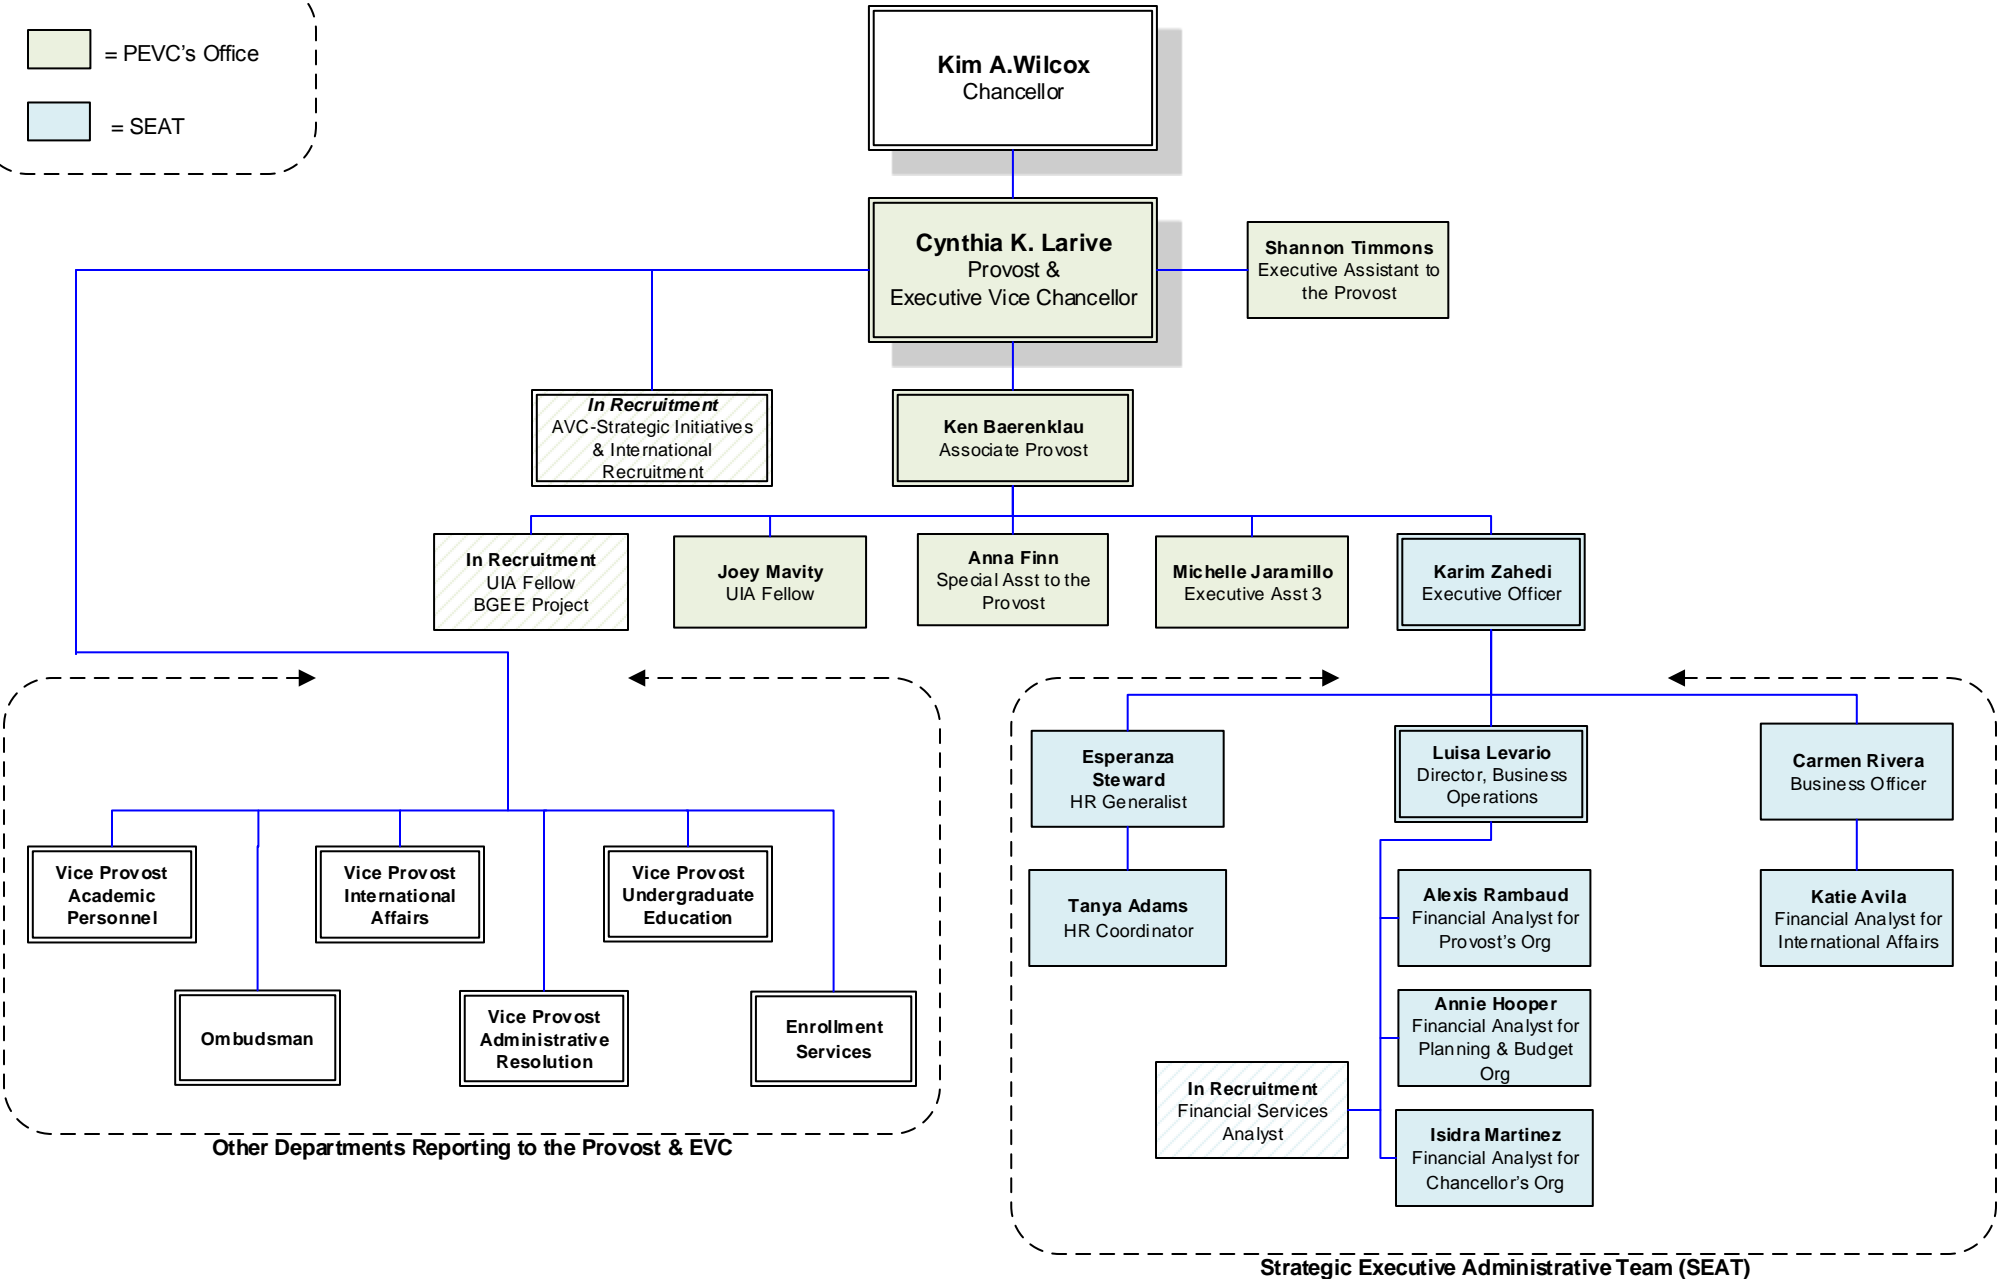 = PEVC's Office
= SEAT
Kim A.Wilcox
Chancellor
Cynthia K. Larive
Provost &
Executive Vice Chancellor
Shannon Timmons
Executive Assistant to
the Provost
In Recruitment
AVC-Strategic Initiatives
& International
Recruitment
Ken Baerenklau
Associate Provost
In Recruitment
UIA Fellow
BGEE Project
Joey Mavity
UIA Fellow
Anna Finn
Special Asst to the
Provost
Michelle Jaramillo
Executive Asst 3
Karim Zahedi
Executive Officer
Esperanza
Steward
HR Generalist
Luisa Levario
Director, Business
Operations
Carmen Rivera
Business Officer
Vice Provost
Academic
Personnel
Vice Provost
International
Affairs
Vice Provost
Undergraduate
Education
Tanya Adams
HR Coordinator
Alexis Rambaud
Financial Analyst for
Provost's Org
Katie Avila
Financial Analyst for
International Affairs
Ombudsman
Vice Provost
Administrative
Resolution
Enrollment
Services
Annie Hooper
Financial Analyst for
Planning & Budget
Org
In Recruitment
Financial Services
Analyst
Isidra Martinez
Financial Analyst for
Chancellor's Org
Other Departments Reporting to the Provost & EVC
Strategic Executive Administrative Team (SEAT)